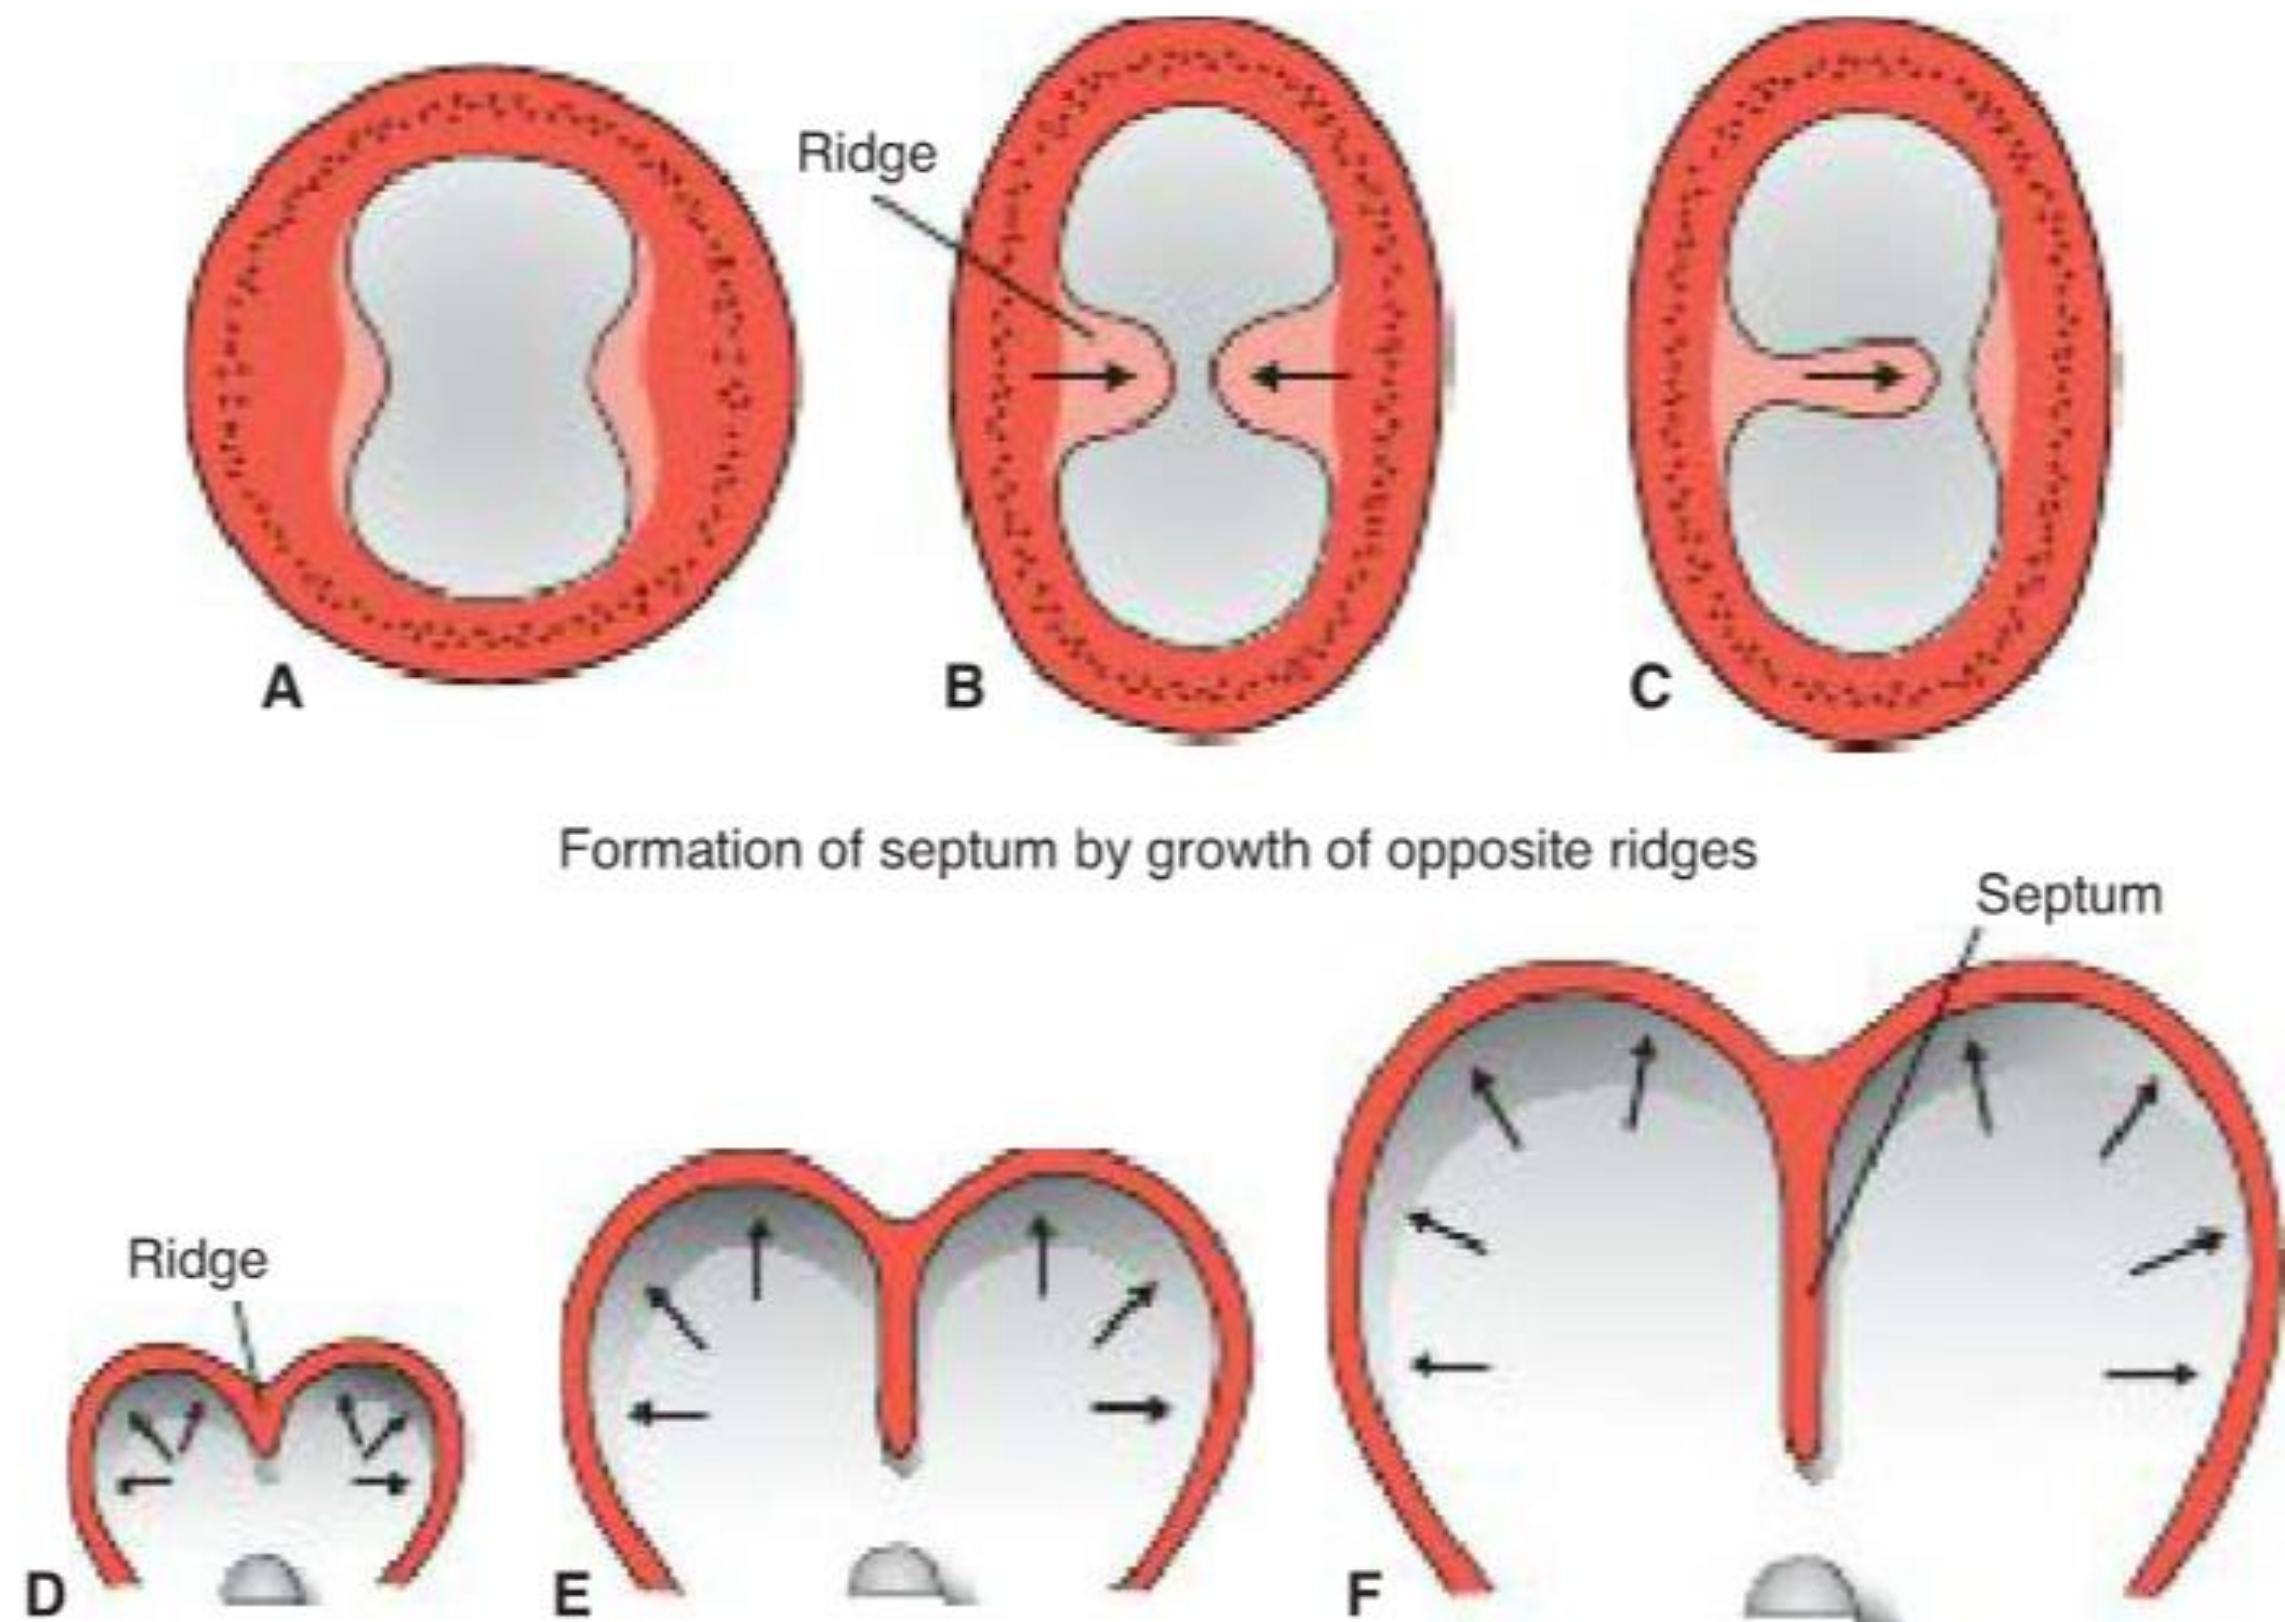 Ridge
A
B
C
Formation of septum by growth of opposite ridges
Septum
Ridge
D
E
F